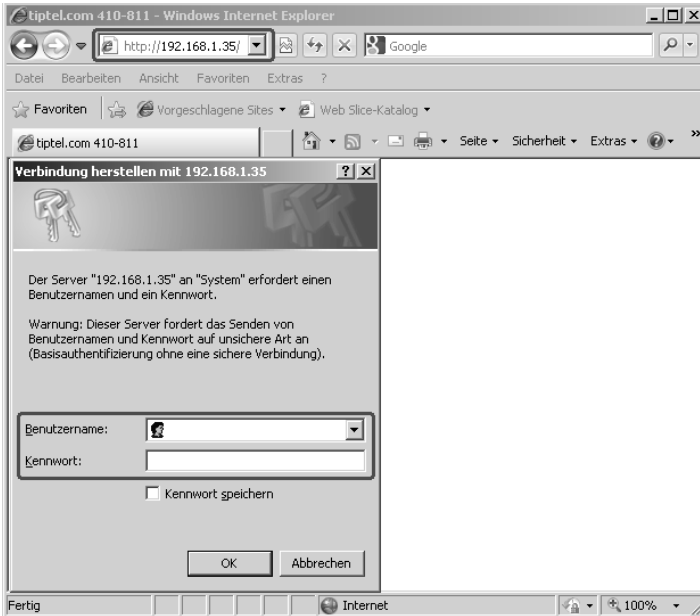 tiptel.com 410-811 - Windows Internet Explorer
http://192.168.1.35/
Google
Datei Bearbeiten Ansicht Favoriten Extras ?
Favoriten Vorgeschlagene Sites Web Slice-Katalog
tiptel.com 410-811 Seite Sicherheit Extras »
Verbindung herstellen mit 192.168.1.35
Der Server "192.168.1.35" an "System" erfordert einen
Benutzernamen und ein Kennwort.
Warnung: Dieser Server fordert das Senden von
Benutzernamen und Kennwort auf unsichere Art an
(Basisauthentifizierung ohne eine sichere Verbindung).
Benutzername:
Kennwort:
Kennwort speichern
OK Abbrechen
Fertig Internet 100%